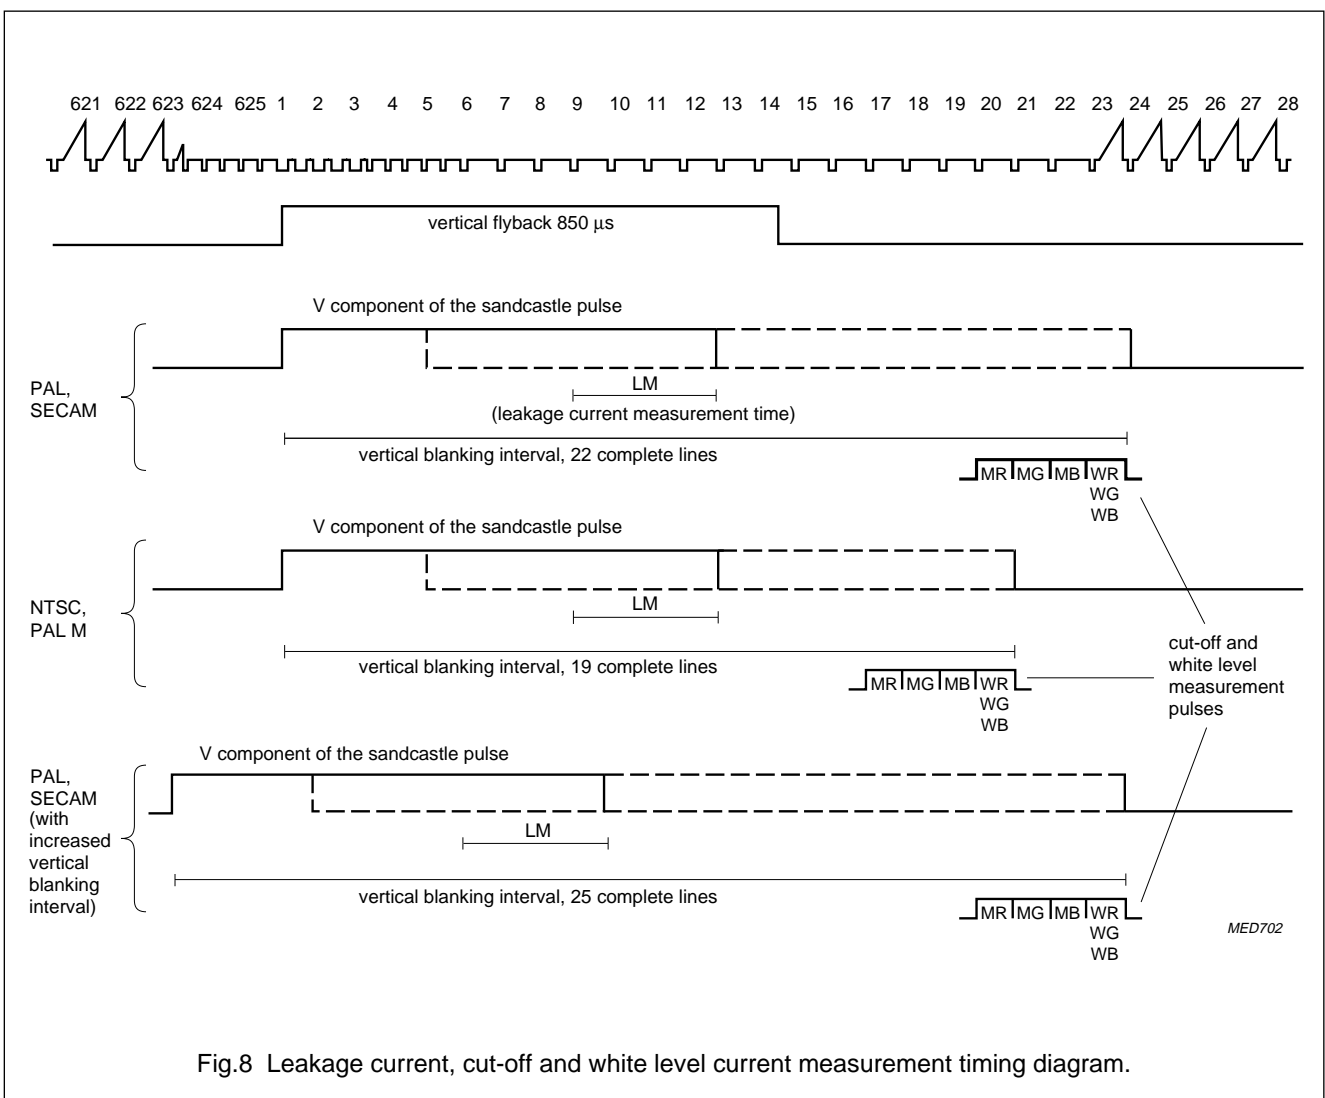 621 622 623 624 625 1 2 3 4 5 6 7 8 9 10 11 12 13 14 15 16 17 18 19 20 21 22 23 24 25 26 27 28
vertical flyback 850 μs
V component of the sandcastle pulse
PAL,
SECAM
LM
(leakage current measurement time)
vertical blanking interval, 22 complete lines
MR MG MB WR
WG
WB
V component of the sandcastle pulse
NTSC,
PAL M
LM
vertical blanking interval, 19 complete lines
MR MG MB WR
WG
WB
cut-off and
white level
measurement
pulses
V component of the sandcastle pulse
PAL,
SECAM
(with
increased
vertical
blanking
interval)
LM
vertical blanking interval, 25 complete lines
MR MG MB WR
WG
WB
MED702
Fig.8 Leakage current, cut-off and white level current measurement timing diagram.